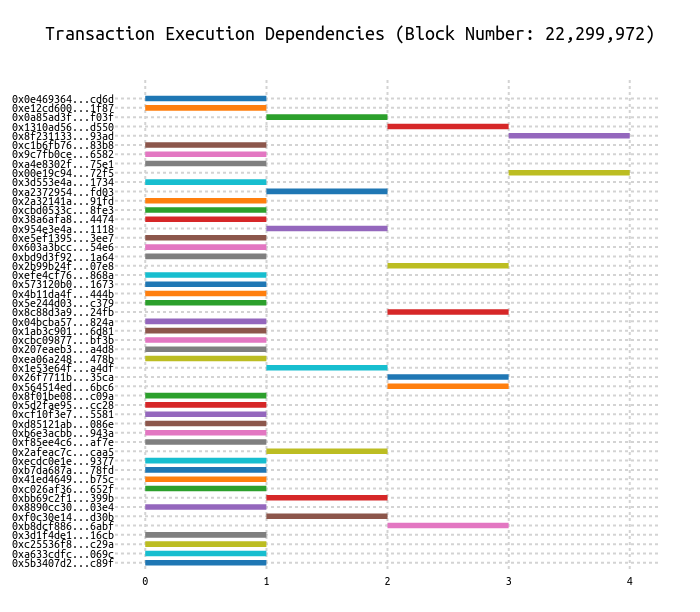 Transaction Execution Dependencies (Block Number: 22,299,972)
0x0e469364...cd6d
0xe12cd600...1f87
0x0a85ad3f...f03f
0x1310ad56...d550
0x8f231133...93ad
0xc1b6fb76...83b8
0x9c7fb0ce...6582
0xa4e8302f...75e1
0x00e19c94...72f5
0x3d553e4a...1734
0xa2372954...fd03
0x2a32141a...91fd
0xcbd0533c...8fe3
0x38a6afa8...4474
0x954e3e4a...1118
0xe5ef1395...3ee7
0x603a3bcc...54e6
0xbd9d3f92...1a64
0x2b99b24f...07e8
0xefe4cf76...868a
0x573120b0...1673
0x4b11da4f...444b
0x5e244d03...c379
0x8c88d3a9...24fb
0x04bcba57...824a
0x1ab3c901...6d81
0xcbc09877...bf3b
0x207eaeb3...a4d8
0xea06a248...478b
0x1e53e64f...a4df
0x26f7711b...35ca
0x564514ed...6bc6
0x8f01be08...c09a
0x5d2fae95...cc28
0xcf10f3e7...5581
0xd85121ab...086e
0xb6e3acbb...943a
0xf85ee4c6...af7e
0x2afeac7c...caa5
0xecdc0e1e...9377
0xb7da687a...78fd
0x41ed4649...b75c
0xc026af36...652f
0xbb69c2f1...399b
0x8890cc30...03e4
0xf0c30e14...d30b
0xb8dcf886...6abf
0x3d1f4de1...16cb
0xc25536f8...c29a
0xa633cdfc...069c
0x5b3407d2...c89f
0 1 2 3 4